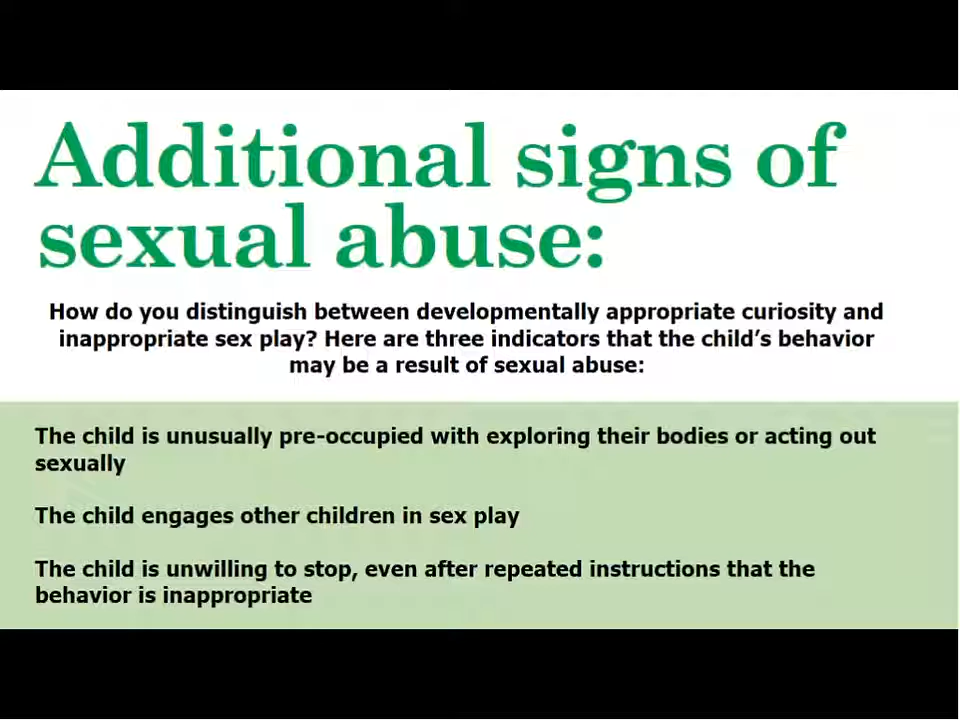 Additional signs of
sexual abuse:
How do you distinguish between developmentally appropriate curiosity and
inappropriate sex play? Here are three indicators that the child’s behavior
may be a result of sexual abuse:
The child is unusually pre-occupied with exploring their bodies or acting out
sexually
The child engages other children in sex play
The child is unwilling to stop, even after repeated instructions that the
behavior is inappropriate